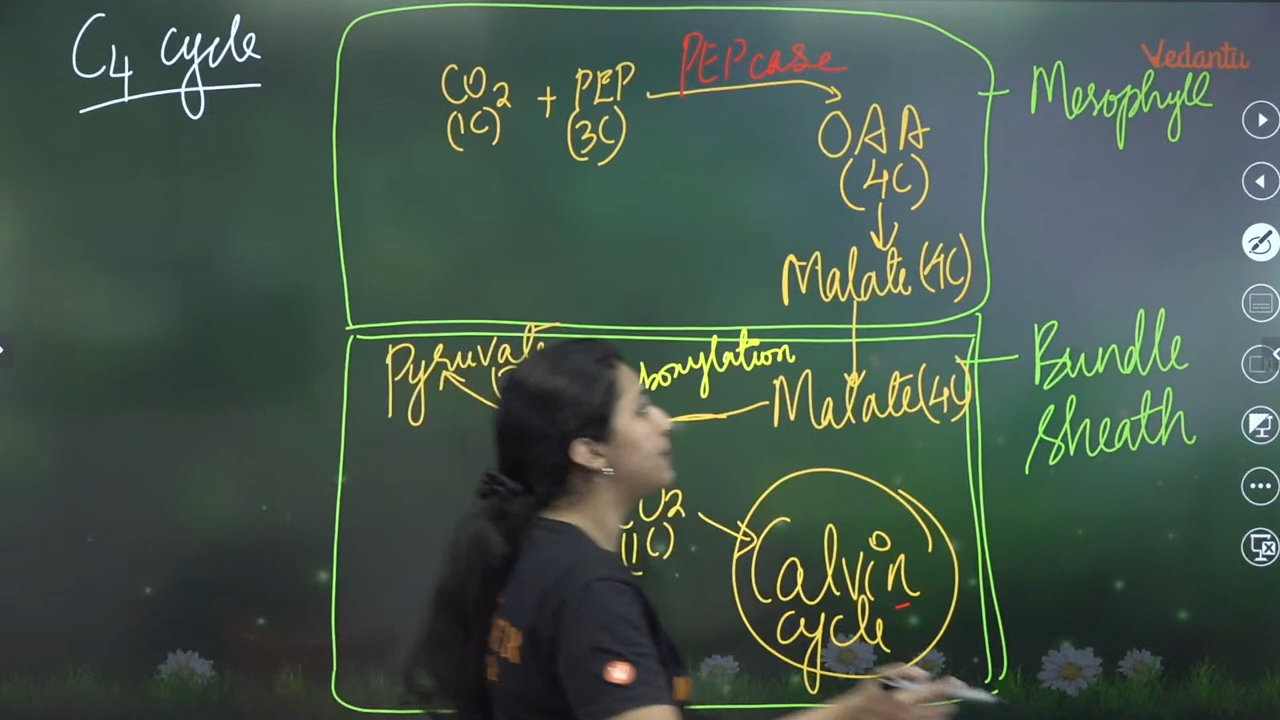 C4 cycle
Vedantu
CO2 + PEP PEPcase
(1C) (3C)
OAA
(4C)
Malate (4C)
Mesophyll
Pyruvate
Malate (4C)
Bundle
sheath
(1C)
Calvin
cycle